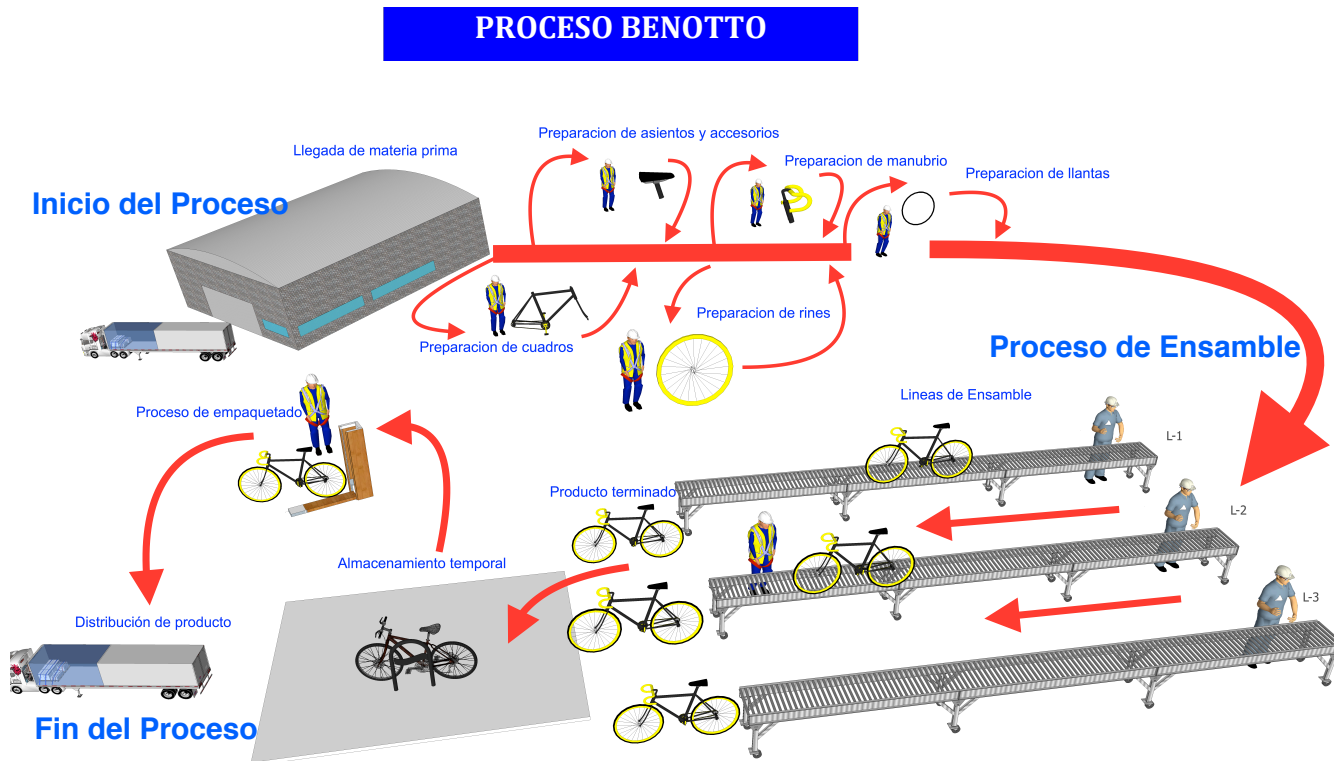 PROCESO BENOTTO
Preparacion de asientos y accesorios
Llegada de materia prima
Preparacion de manubrio
Preparacion de llantas
Inicio del Proceso
Preparacion de rines
Preparacion de cuadros
Proceso de Ensamble
Proceso de empaquetado
Lineas de Ensamble
L-1
Producto terminado
L-2
Almacenamiento temporal
L-3
Distribución de producto
Fin del Proceso